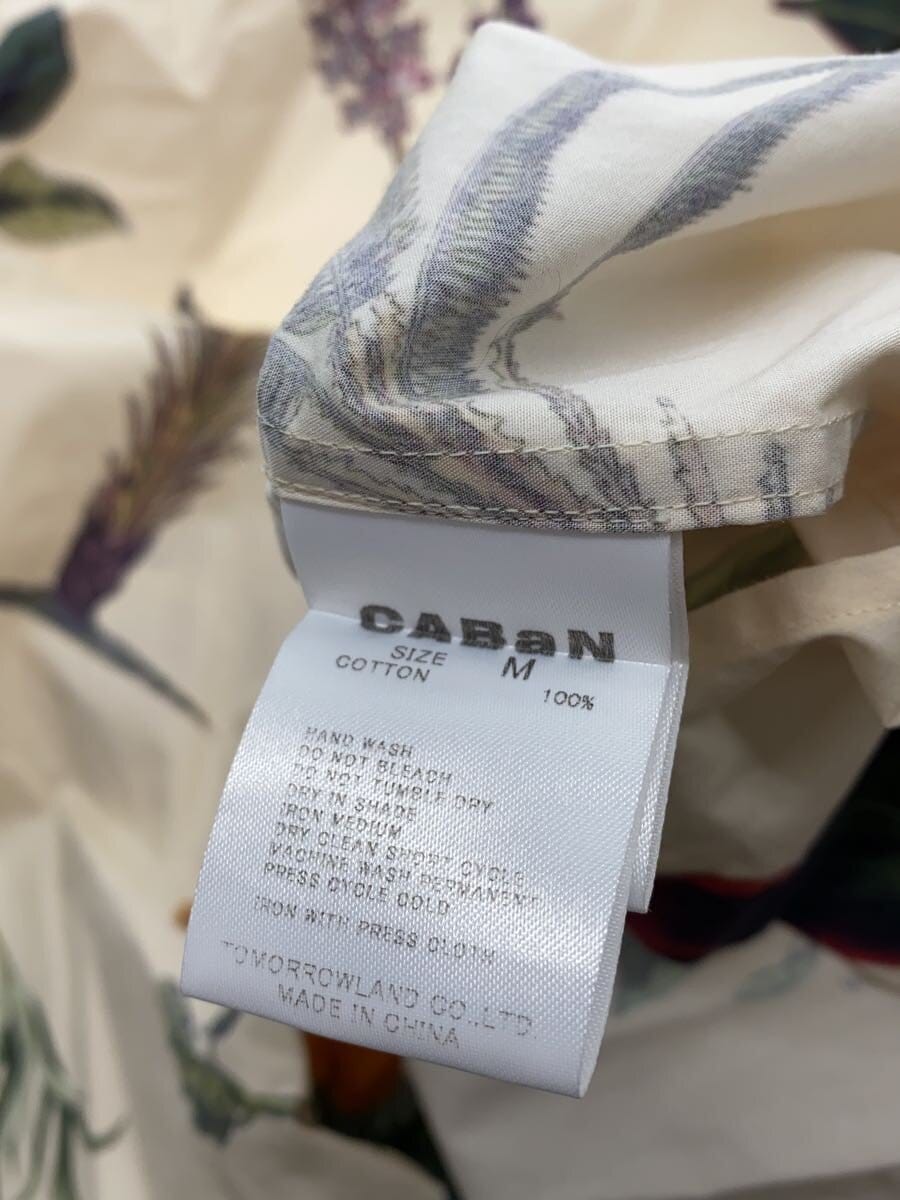 CABaN
SIZE M
COTTON 100%
HAND WASH
DO NOT BLEACH
DO NOT TUMBLE DRY
DRY IN SHADE
IRON MEDIUM
DRY CLEAN SHORT CYCLE
MACHINE WASH PERMANENT
PRESS CYCLE COLD
IRON WITH PRESS CLOTH
TOMORROWLAND CO.,LTD.
MADE IN CHINA